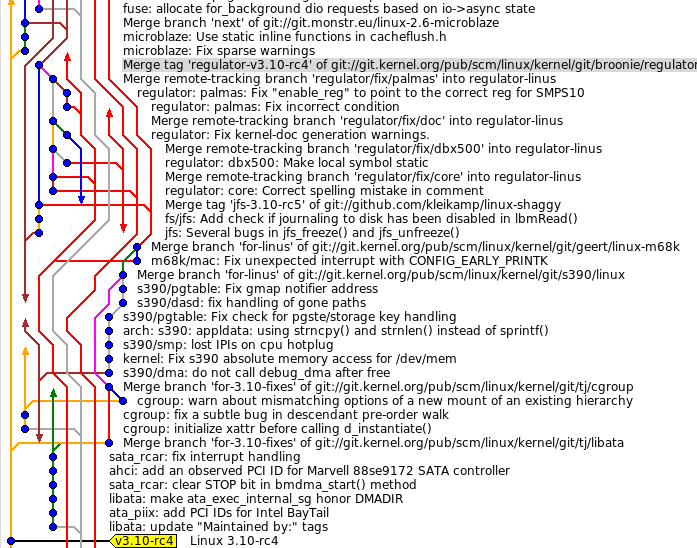 fuse: allocate for_background dio requests based on io->async state
Merge branch 'next' of git://git.monstr.eu/linux-2.6-microblaze
microblaze: Use static inline functions in cacheflush.h
microblaze: Fix sparse warnings
Merge tag 'regulator-v3.10-rc4' of git://git.kernel.org/pub/scm/linux/kernel/git/broonie/regulator
Merge remote-tracking branch 'regulator/fix/palmas' into regulator-linus
regulator: palmas: Fix "enable_reg" to point to the correct reg for SMPS10
regulator: palmas: Fix incorrect condition
Merge remote-tracking branch 'regulator/fix/doc' into regulator-linus
regulator: Fix kernel-doc generation warnings.
Merge remote-tracking branch 'regulator/fix/dbx500' into regulator-linus
regulator: dbx500: Make local symbol static
Merge remote-tracking branch 'regulator/fix/core' into regulator-linus
regulator: core: Correct spelling mistake in comment
Merge tag 'jfs-3.10-rc5' of git://github.com/kleikamp/linux-shaggy
fs/jfs: Add check if journaling to disk has been disabled in lbmRead()
jfs: Several bugs in jfs_freeze() and jfs_unfreeze()
Merge branch 'for-linus' of git://git.kernel.org/pub/scm/linux/kernel/git/geert/linux-m68k
m68k/mac: Fix unexpected interrupt with CONFIG_EARLY_PRINTK
Merge branch 'for-linus' of git://git.kernel.org/pub/scm/linux/kernel/git/s390/linux
s390/pgtable: Fix gmap notifier address
s390/dasd: fix handling of gone paths
s390/pgtable: Fix check for pgste/storage key handling
arch: s390: appldata: using strncpy() and strnlen() instead of sprintf()
s390/smp: lost IPIs on cpu hotplug
kernel: Fix s390 absolute memory access for /dev/mem
s390/dma: do not call debug_dma after free
Merge branch 'for-3.10-fixes' of git://git.kernel.org/pub/scm/linux/kernel/git/tj/cgroup
cgroup: warn about mismatching options of a new mount of an existing hierarchy
cgroup: fix a subtle bug in descendant pre-order walk
cgroup: initialize xattr before calling d_instantiate()
Merge branch 'for-3.10-fixes' of git://git.kernel.org/pub/scm/linux/kernel/git/tj/libata
sata_rcar: fix interrupt handling
ahci: add an observed PCI ID for Marvell 88se9172 SATA controller
sata_rcar: clear STOP bit in bmdma_start() method
libata: make ata_exec_internal_sg honor DMADIR
ata_piix: add PCI IDs for Intel BayTail
libata: update "Maintained by:" tags
v3.10-rc4 Linux 3.10-rc4